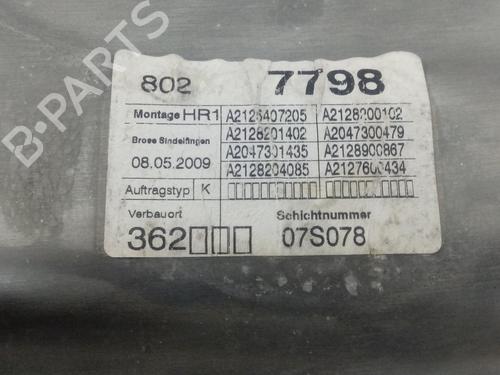 802 7798
Montage HR1 A2126407205 A2128200102
A2128201402 A2047300479
Brose Sindelfingen
A2047301435 A2128900867
08.05.2009
A2128204085 A2127600434
Auftragstyp K
Verbauort Schichtnummer
362 07S078
B-PARTS